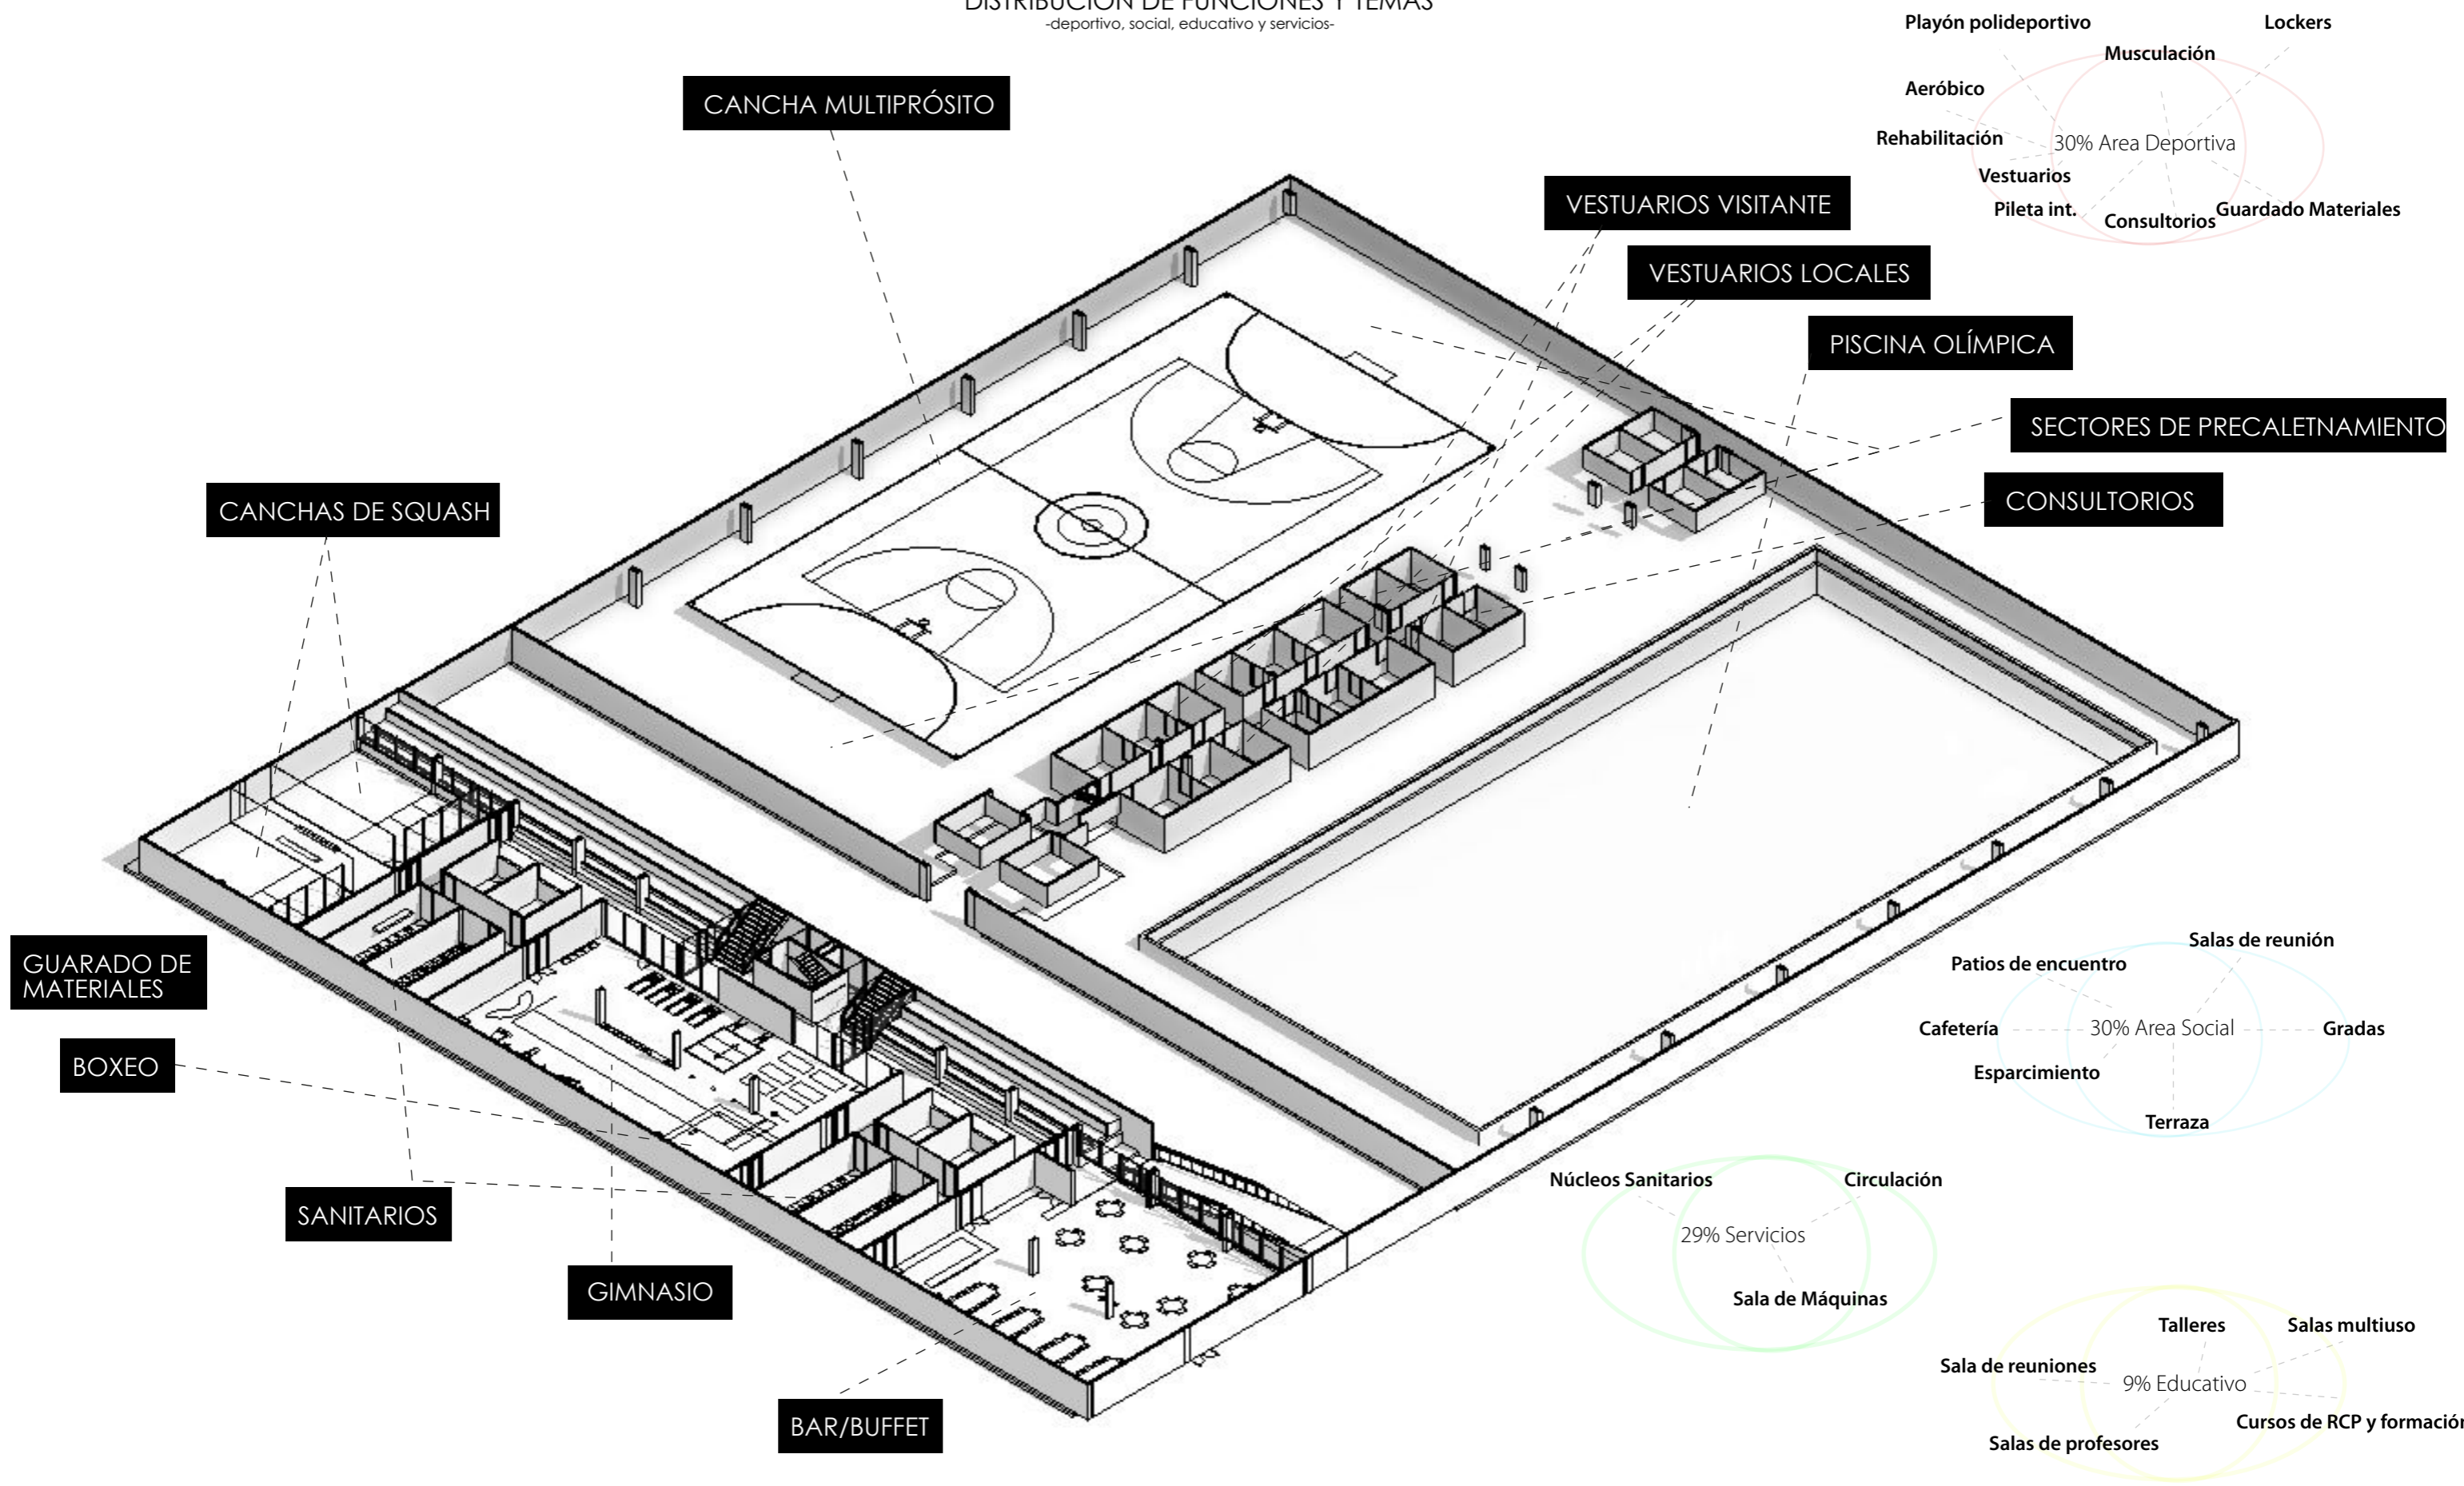 DISTRIBUCIÓN DE FUNCIONES Y TEMAS
-deportivo, social, educativo y servicios-
CANCHA MULTIPRÓSITO
VESTUARIOS VISITANTE
VESTUARIOS LOCALES
PISCINA OLÍMPICA
SECTORES DE PRECALETNAMIENTO
CONSULTORIOS
CANCHAS DE SQUASH
GUARADO DE
MATERIALES
BOXEO
SANITARIOS
GIMNASIO
BAR/BUFFET
Playón polideportivo
Lockers
Musculación
Aeróbico
Rehabilitación
30% Area Deportiva
Vestuarios
Pileta int.
Consultorios
Guardado Materiales
Salas de reunión
Patios de encuentro
Cafetería
30% Area Social
Gradas
Esparcimiento
Terraza
Núcleos Sanitarios
Circulación
29% Servicios
Sala de Máquinas
Talleres
Salas multiuso
Sala de reuniones
9% Educativo
Cursos de RCP y formación
Salas de profesores